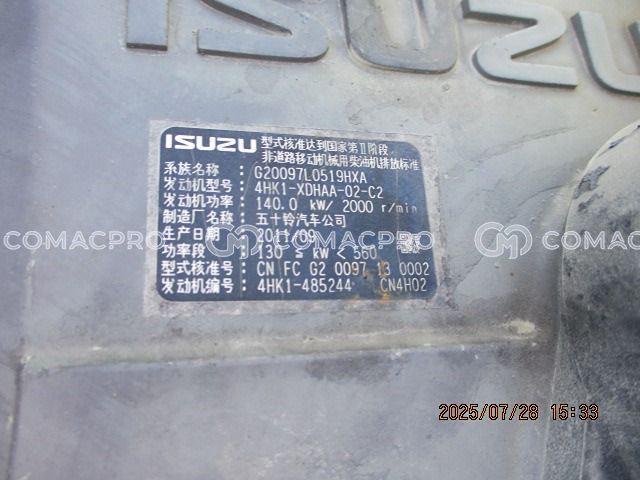 ISUZU
ISUZU 型式核准达到国家第Ⅱ阶段
非道路移动机械用柴油机排放标准
系族名称 : G20097L0519HXA
发动机型号 : 4HK1-XDHAA-02-C2
功率/转速 : 140.0 kW/ 2000 r/min
制造厂名称 : 五十铃汽车公司
生产日期 : 2011/09
功率段 : 130 ≦ kW < 560
型式核准号 : CN FC G2 0097 13 0002
发动机编号 : 4HK1-485244 CN4H02
COMACPRO COMACPRO COMACPRO
2025/07/28 15:33